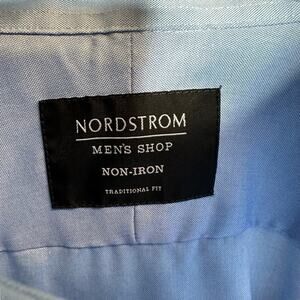 NORDSTROM
MEN'S SHOP
NON-IRON
TRADITIONAL FIT